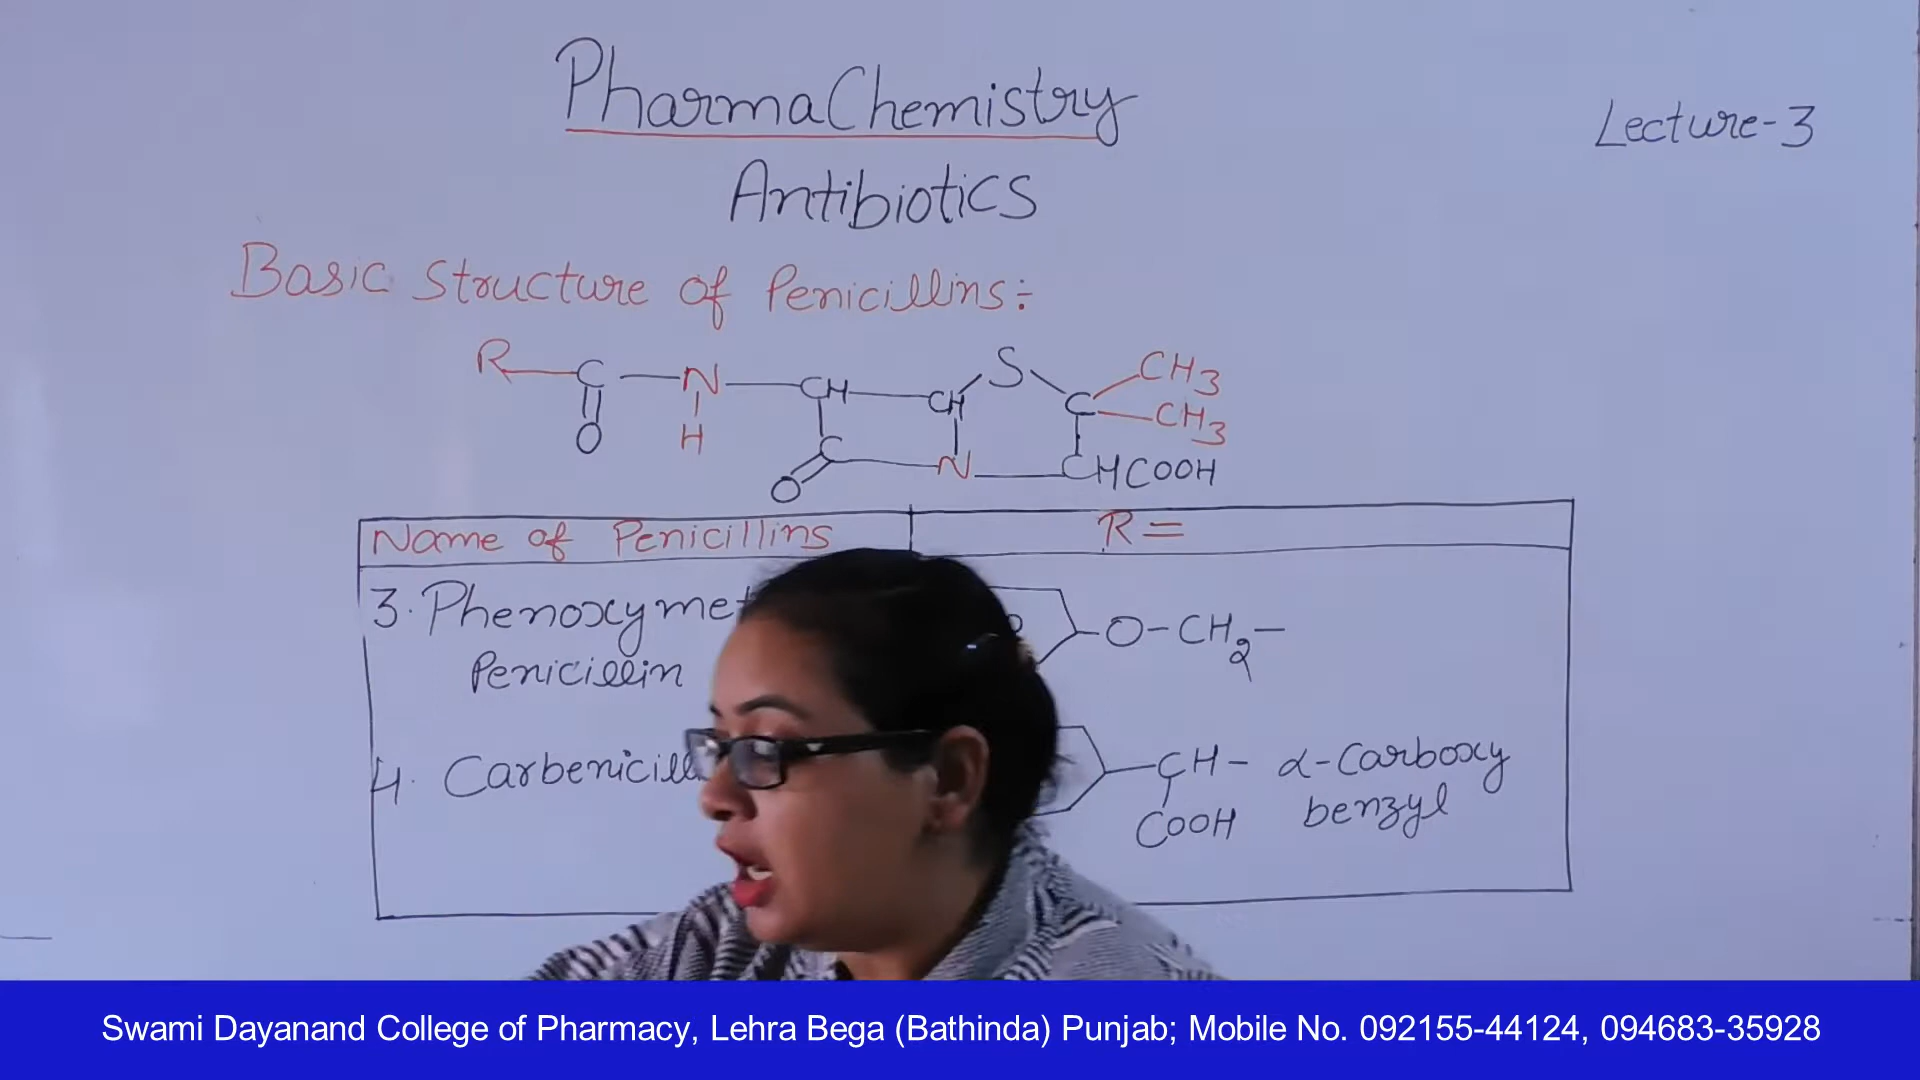 PharmaChemistry
Lecture-3
Antibiotics
Basic Structure of Penicillins:
R C N CH CH S C CH3
CH3
O H C N CHCOOH
O
Name of Penicillins R =
3. Penicillin O-CH2-
4. CH- α-Carboxy
COOH benzyl
Swami Dayanand College of Pharmacy, Lehra Bega (Bathinda) Punjab; Mobile No. 092155-44124, 094683-35928